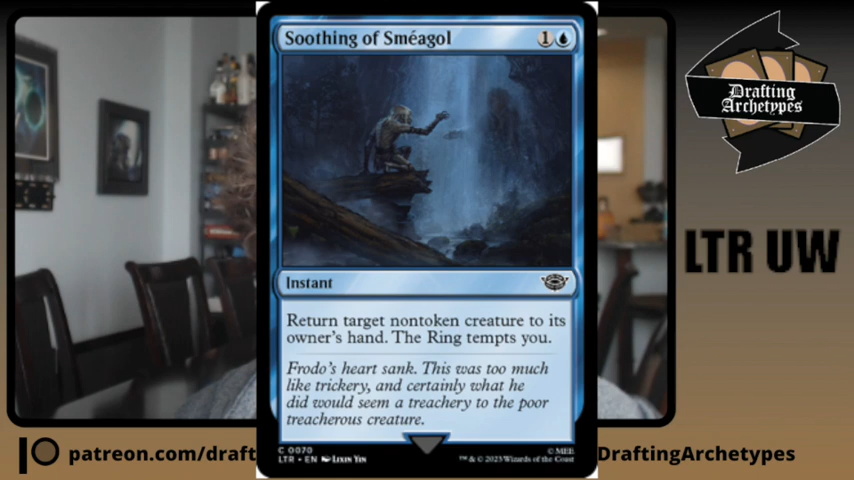 Soothing of Sméagol 1
Instant
Return target nontoken creature to its
owner's hand. The Ring tempts you.
Frodo's heart sank. This was too much
like trickery, and certainly what he
did would seem a treachery to the poor
treacherous creature.
C 0070
LTR • EN Lixin Yin
© MEE
™ & © 2023 Wizards of the Coast
Drafting
Archetypes
LTR UW
patreon.com/draft
DraftingArchetypes